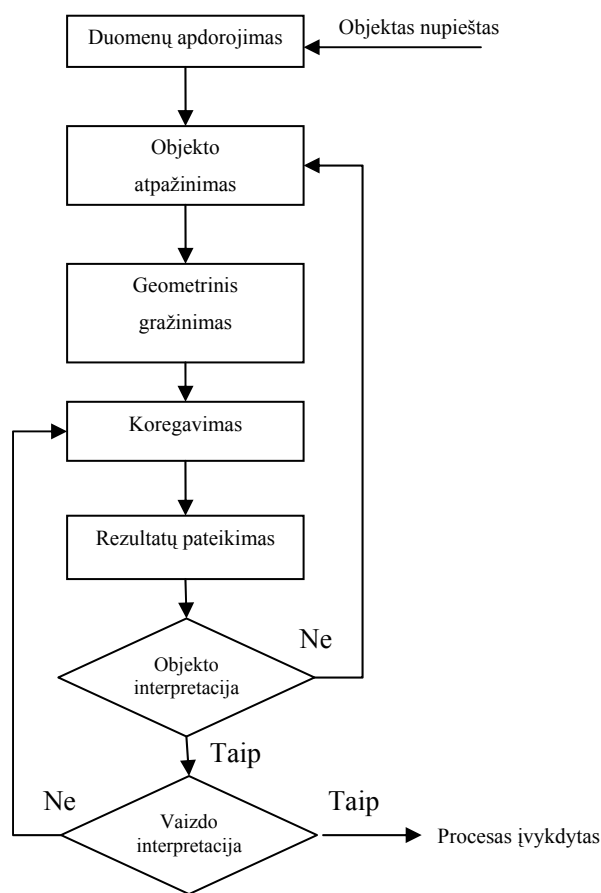 Duomenų apdorojimas
Objektas nupieštas
Objekto
atpažinimas
Geometrinis
gražinimas
Koregavimas
Rezultatų pateikimas
Ne
Objekto
interpretacija
Taip
Ne
Taip
Vaizdo
interpretacija
Procesas įvykdytas